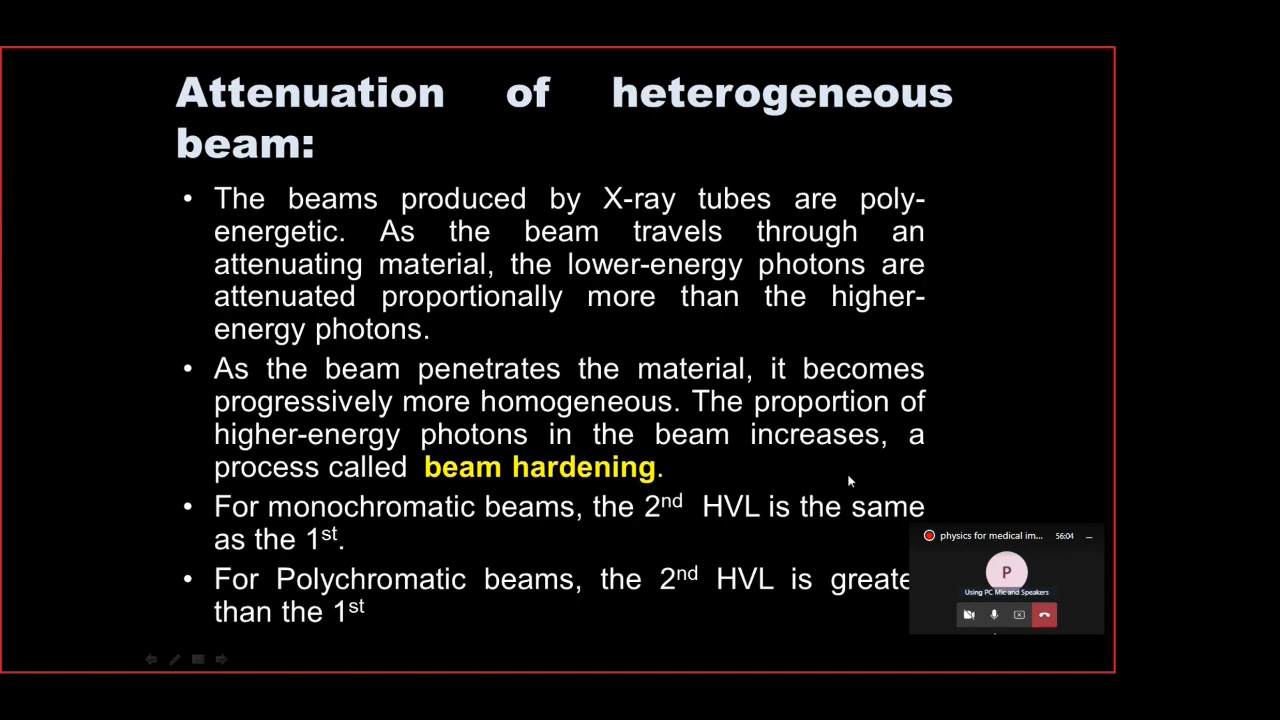 Attenuation of heterogeneous
beam:
• The beams produced by X-ray tubes are poly-
energetic. As the beam travels through an
attenuating material, the lower-energy photons are
attenuated proportionally more than the higher-
energy photons.
• As the beam penetrates the material, it becomes
progressively more homogeneous. The proportion of
higher-energy photons in the beam increases, a
process called beam hardening.
• For monochromatic beams, the 2nd HVL is the same
as the 1st.
• For Polychromatic beams, the 2nd HVL is greate
than the 1st
physics for medical im... 56:04
P
Using PC Mic and Speakers